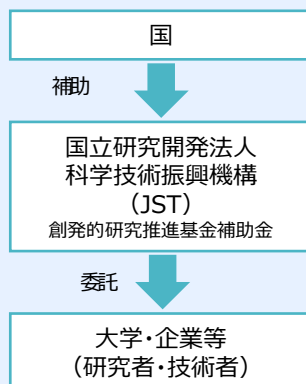 国
補助
国立研究開発法人
科学技術振興機構
（JST）
創発的研究推進基金補助金
委託
大学・企業等
（研究者・技術者）